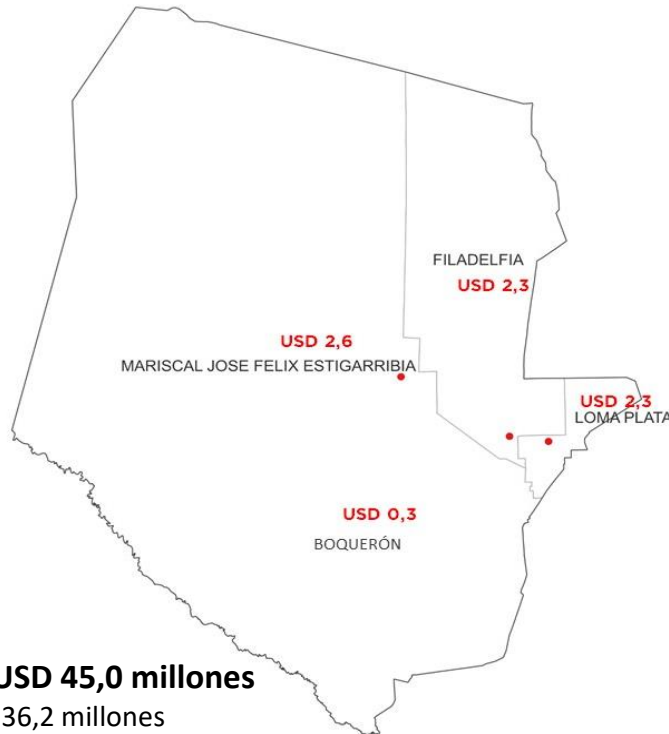 FILADELFIA
USD 2,3
USD 2,6
MARISCAL JOSE FELIX ESTIGARRIBIA
USD 2,3
LOMA PLATA
USD 0,3
BOQUERÓN
USD 45,0 millones
36,2 millones